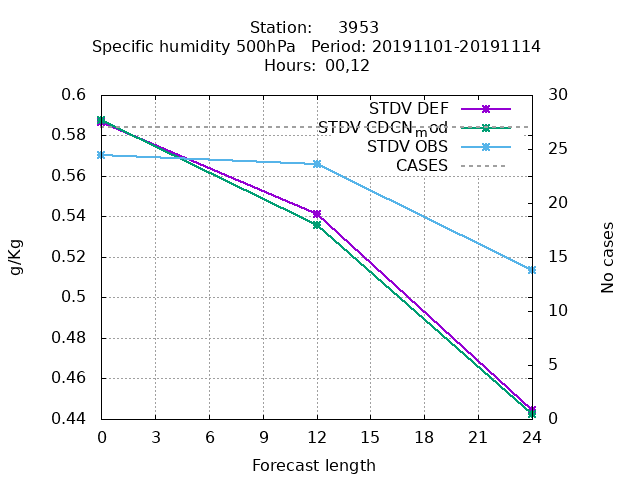 Station: 3953
Specific humidity 500hPa Period: 20191101-20191114
Hours: 00,12
0.6
0.58
0.56
0.54
0.52
0.5
0.48
0.46
0.44
g/Kg
STDV DEF
STDV CDCN_mod
STDV OBS
CASES
30
25
20
15
10
5
0
No cases
0 3 6 9 12 15 18 21 24
Forecast length